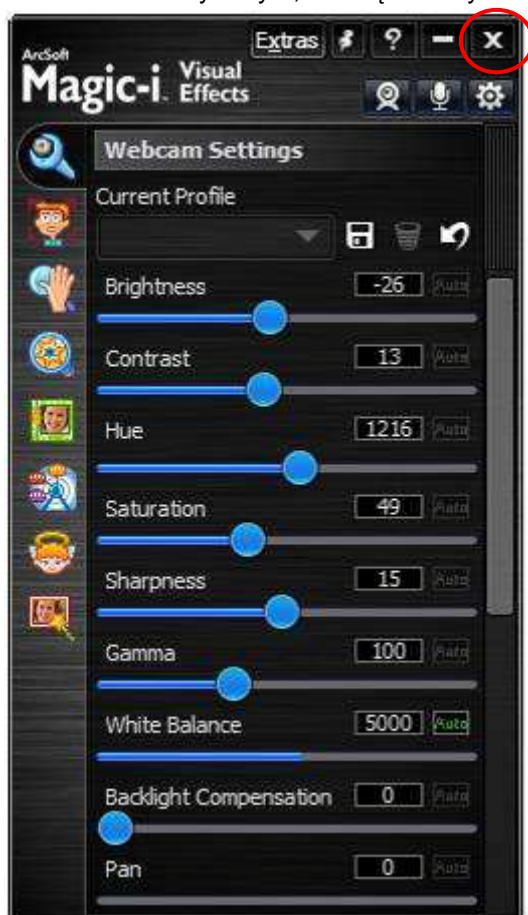 Extras ? X
ArcSoft
Magic-i Visual
Effects
Webcam Settings
Current Profile
Brightness -26 Auto
Contrast 13 Auto
Hue 1216 Auto
Saturation 49 Auto
Sharpness 15 Auto
Gamma 100 Auto
White Balance 5000 Auto
Backlight Compensation 0 Auto
Pan 0 Auto